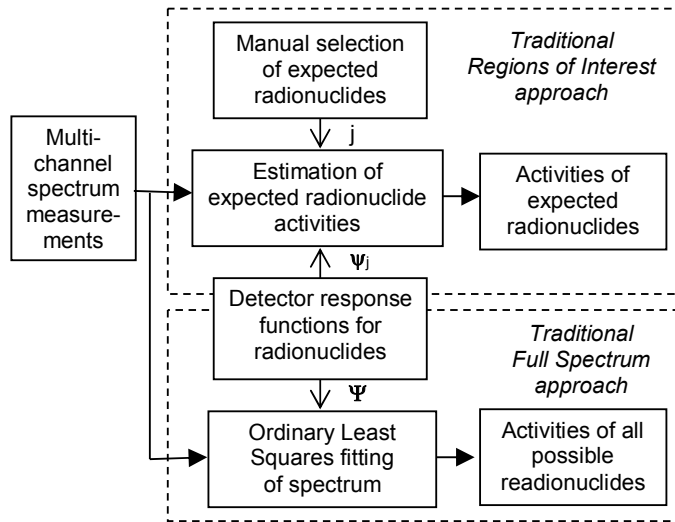 Manual selection
of expected
radionuclides
Traditional
Regions of Interest
approach
j
Multi-
channel
spectrum
measure-
ments
Estimation of
expected radionuclide
activities
Activities of
expected
radionuclides
ψj
Detector response
functions for
radionuclides
Traditional
Full Spectrum
approach
Ψ
Ordinary Least
Squares fitting
of spectrum
Activities of all
possible
readionuclides